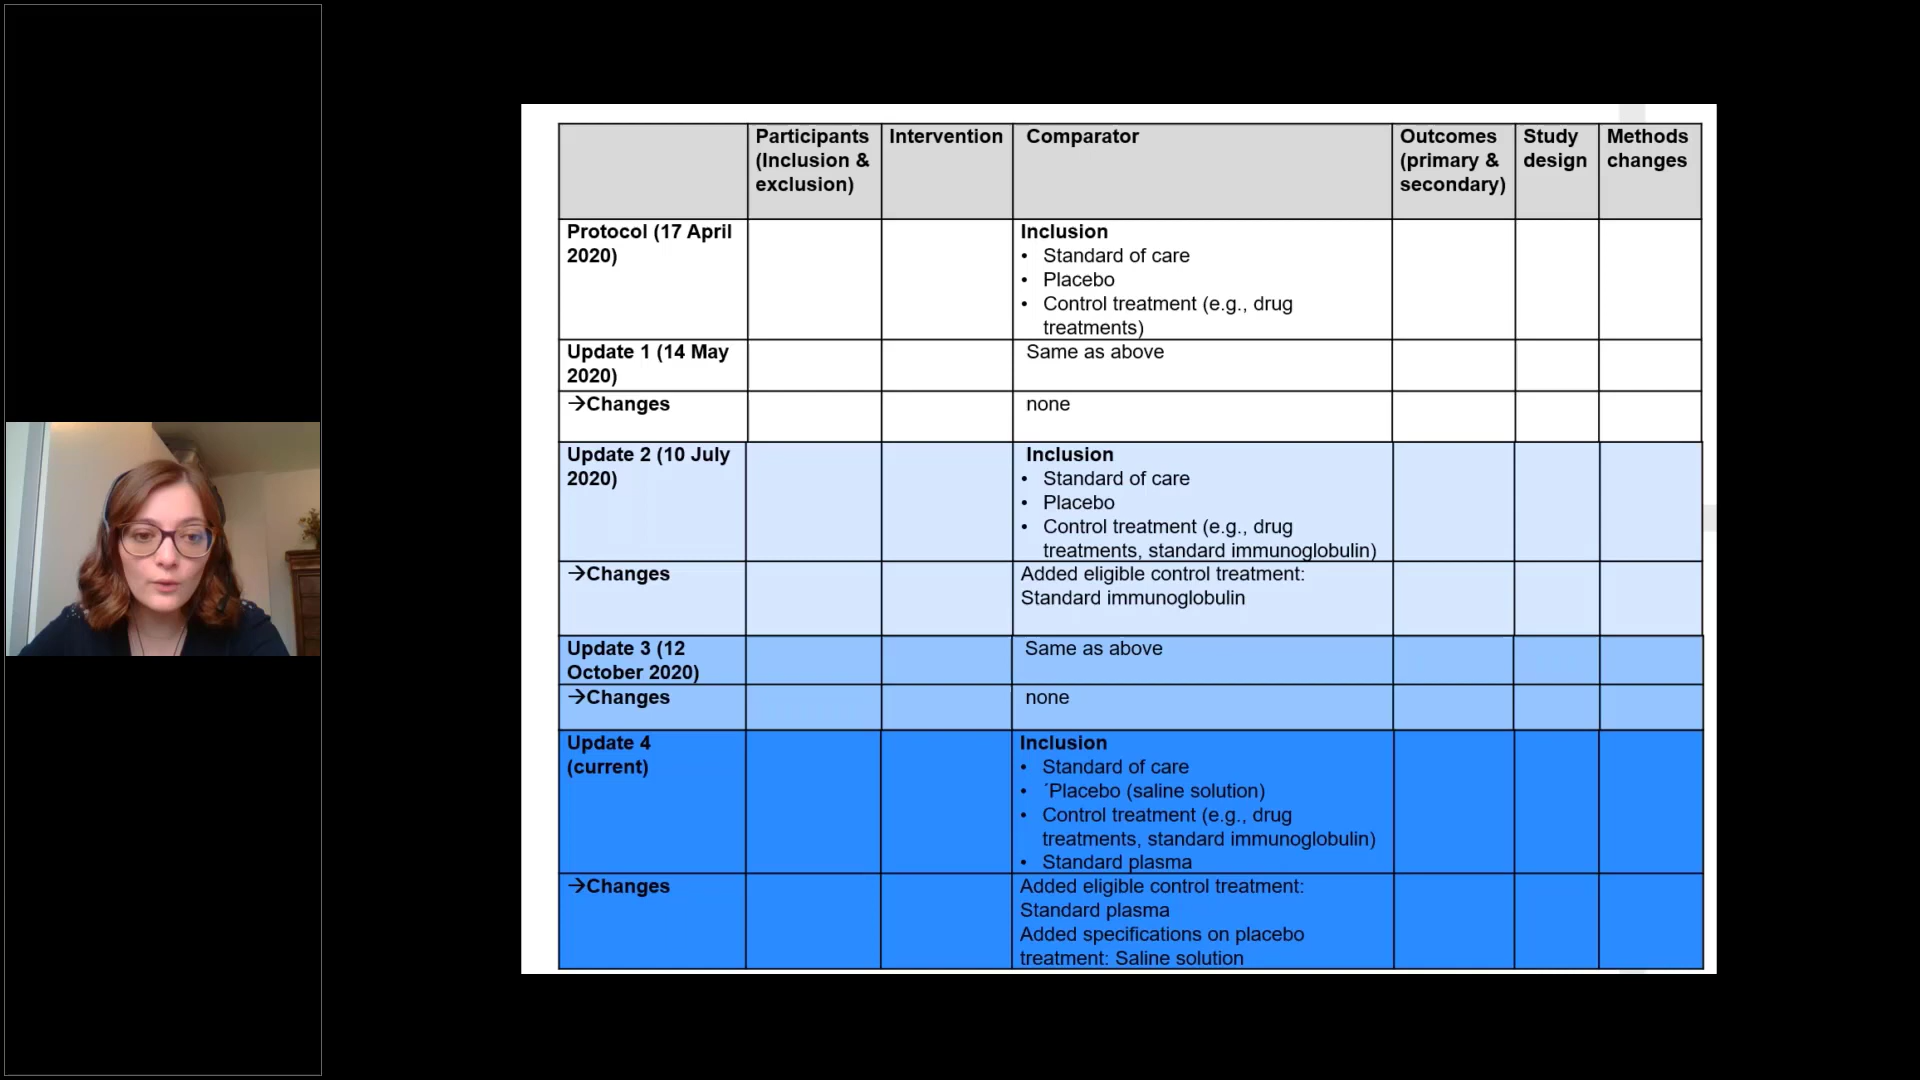 Participants
(Inclusion &
exclusion)
Intervention
Comparator
Outcomes
(primary &
secondary)
Study
design
Methods
changes
Protocol (17 April
2020)
Inclusion
• Standard of care
• Placebo
• Control treatment (e.g., drug
treatments)
Update 1 (14 May
2020)
Same as above
→Changes
none
Update 2 (10 July
2020)
Inclusion
• Standard of care
• Placebo
• Control treatment (e.g., drug
treatments, standard immunoglobulin)
→Changes
Added eligible control treatment:
Standard immunoglobulin
Update 3 (12
October 2020)
Same as above
→Changes
none
Update 4
(current)
Inclusion
• Standard of care
• ´Placebo (saline solution)
• Control treatment (e.g., drug
treatments, standard immunoglobulin)
• Standard plasma
→Changes
Added eligible control treatment:
Standard plasma
Added specifications on placebo
treatment: Saline solution